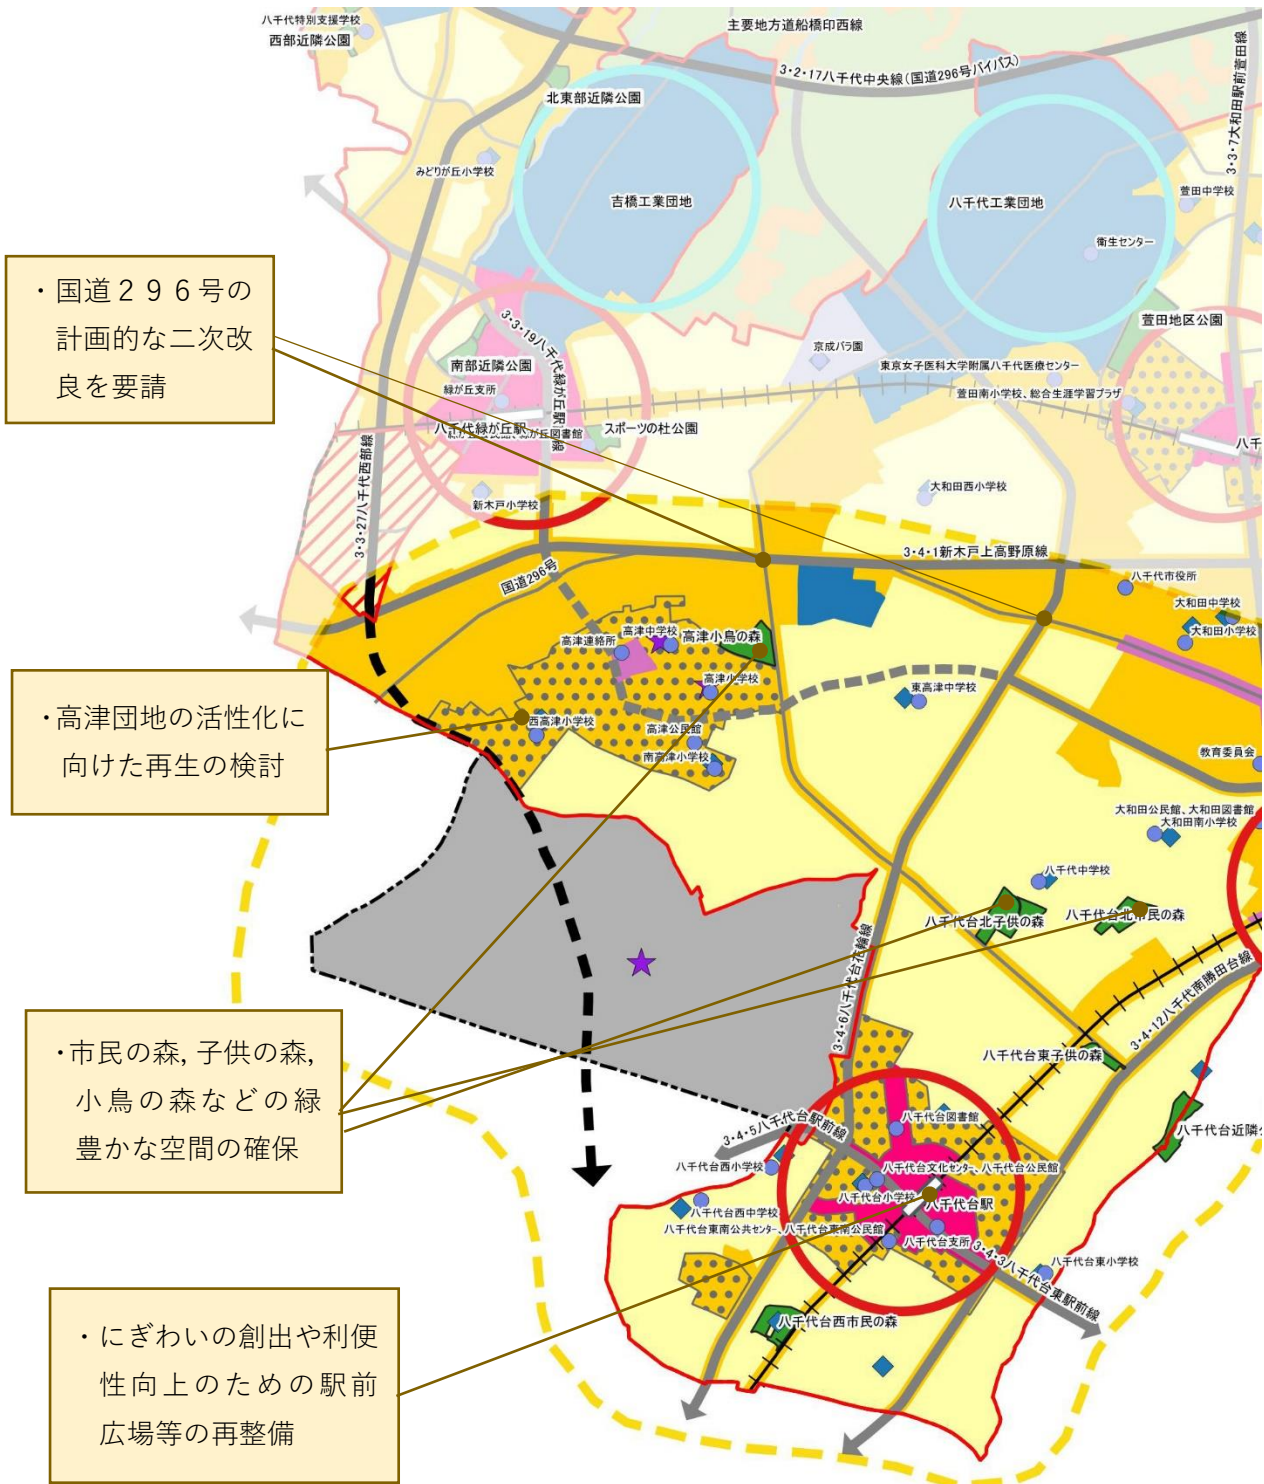 八千代特別支援学校
西部近隣公園
主要地方道船橋印西線
3・2・17八千代中央線(国道296号バイパス)
3・3・7大和田駅前萱田線
北東部近隣公園
みどりが丘小学校
吉橋工業団地
八千代工業団地
萱田中学校
衛生センター
・国道２９６号の
計画的な二次改
良を要請
3・3・19八千代緑が丘駅前線
萱田地区公園
京成バラ園
南部近隣公園
東京女子医科大学附属八千代医療センター
緑が丘支所
萱田南小学校、総合生涯学習プラザ
八千代緑が丘駅
緑が丘図書館
スポーツの杜公園
八千
3・3・27八千代西部線
新木戸小学校
大和田西小学校
3・4・1新木戸上高野原線
国道296号
八千代市役所
大和田中学校
大和田小学校
高津連絡所
高津中学校
高津小鳥の森
高津小学校
東高津中学校
・高津団地の活性化に
向けた再生の検討
西高津小学校
高津公民館
南高津小学校
教育委員会
大和田公民館、大和田図書館
大和田南小学校
八千代中学校
八千代台北子供の森
八千代台北市民の森
3・4・6八千代台花輪線
3・4・12八千代南勝田台線
・市民の森, 子供の森,
小鳥の森などの緑
豊かな空間の確保
八千代台東子供の森
八千代台図書館
3・4・5八千代台駅前線
八千代台近隣公
八千代台西小学校
八千代台文化センター、八千代台公民館
八千代台小学校
八千代台駅
八千代台西中学校
八千代台東南公共センター、八千代台東南公民館
八千代台支所
3・4・3八千代台東駅前線
八千代台東小学校
八千代台西市民の森
・にぎわいの創出や利便
性向上のための駅前
広場等の再整備